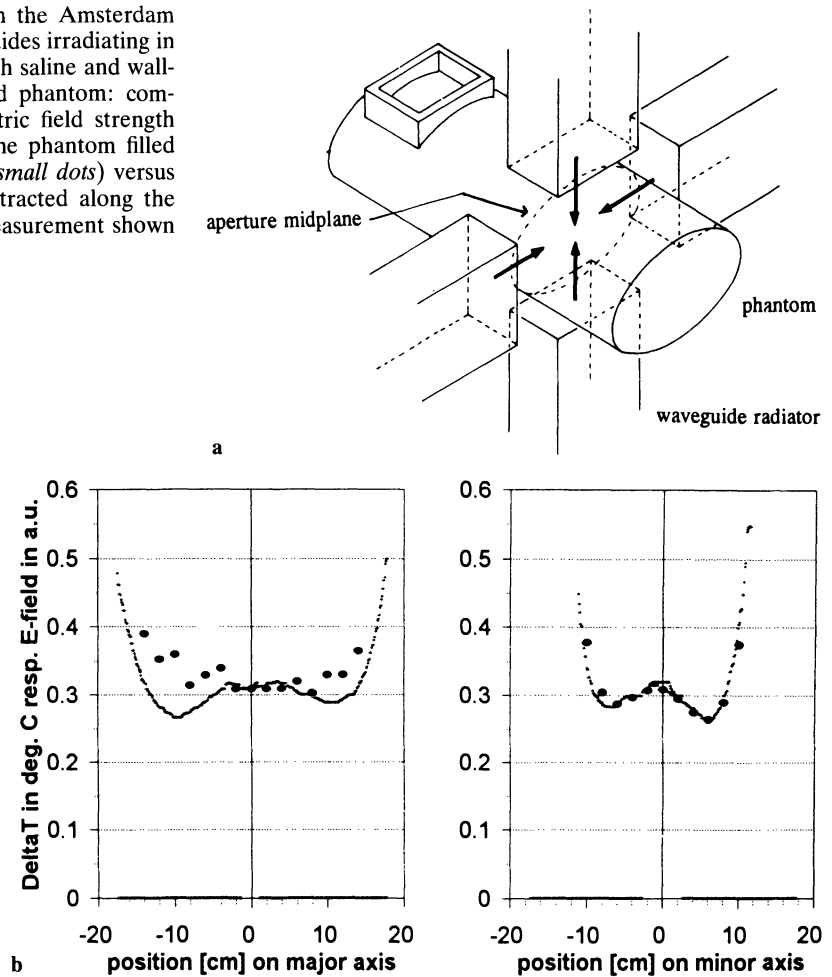 n the Amsterdam
ides irradiating in
h saline and wall-
d phantom: com-
tric field strength
ne phantom filled
small dots) versus
tracted along the
easurement shown
aperture midplane
phantom
waveguide radiator
a
0.6
0.5
0.4
0.3
0.2
0.1
0
-20 -10 0 10 20
DeltaT in deg. C resp. E-field in a.u.
position [cm] on major axis
0.6
0.5
0.4
0.3
0.2
0.1
0
-20 -10 0 10 20
position [cm] on minor axis
b